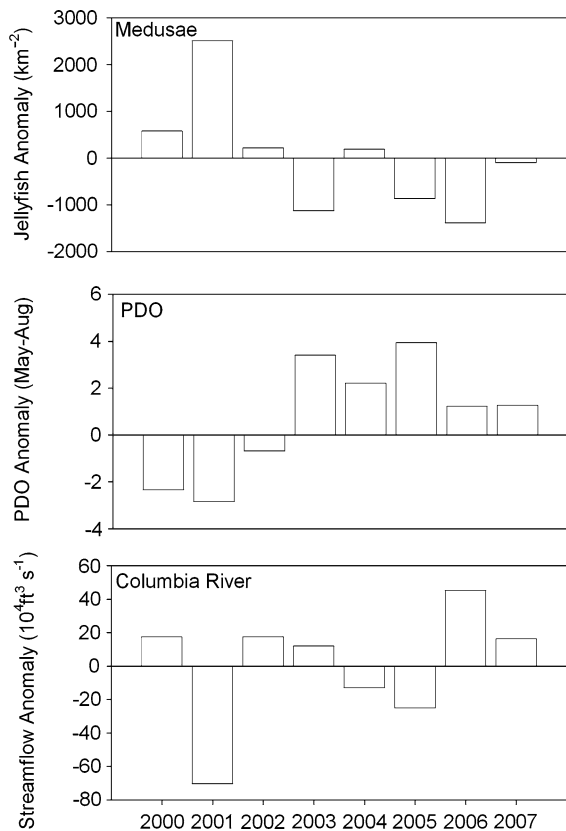 Jellyfish Anomaly (km⁻²)
3000
2000
1000
0
-1000
-2000
Medusae
PDO Anomaly (May-Aug)
6
4
2
0
-2
-4
PDO
Streamflow Anomaly (10⁴ft³ s⁻¹)
60
40
20
0
-20
-40
-60
-80
Columbia River
2000 2001 2002 2003 2004 2005 2006 2007